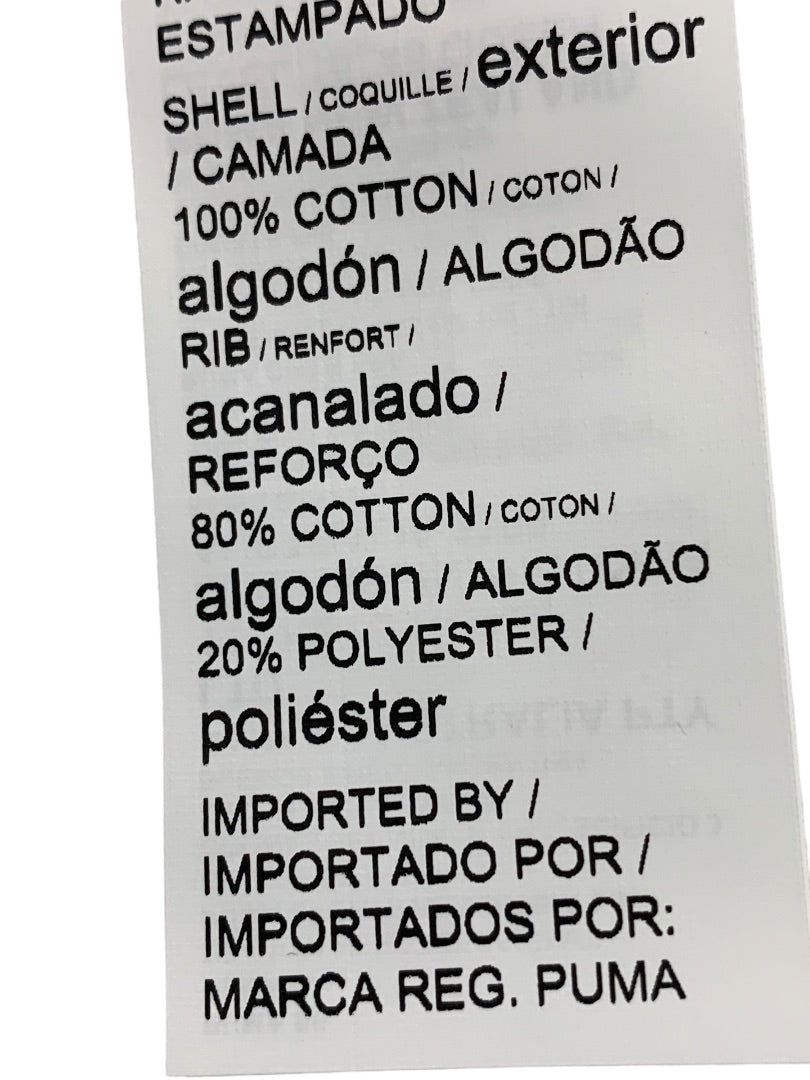 ESTAMPADO
SHELL / COQUILLE / exterior
/ CAMADA
100% COTTON / COTON /
algodón / ALGODÃO
RIB / RENFORT /
acanalado /
REFORÇO
80% COTTON / COTON /
algodón / ALGODÃO
20% POLYESTER /
poliéster
IMPORTED BY /
IMPORTADO POR /
IMPORTADOS POR:
MARCA REG. PUMA